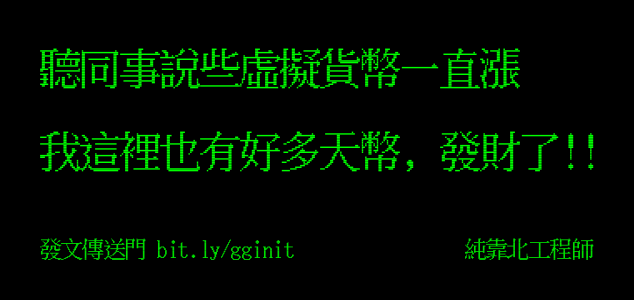 聽同事說些虛擬貨幣一直漲
我這裡也有好多天幣，發財了!!
發文傳送門 bit.ly/gginit
純靠北工程師